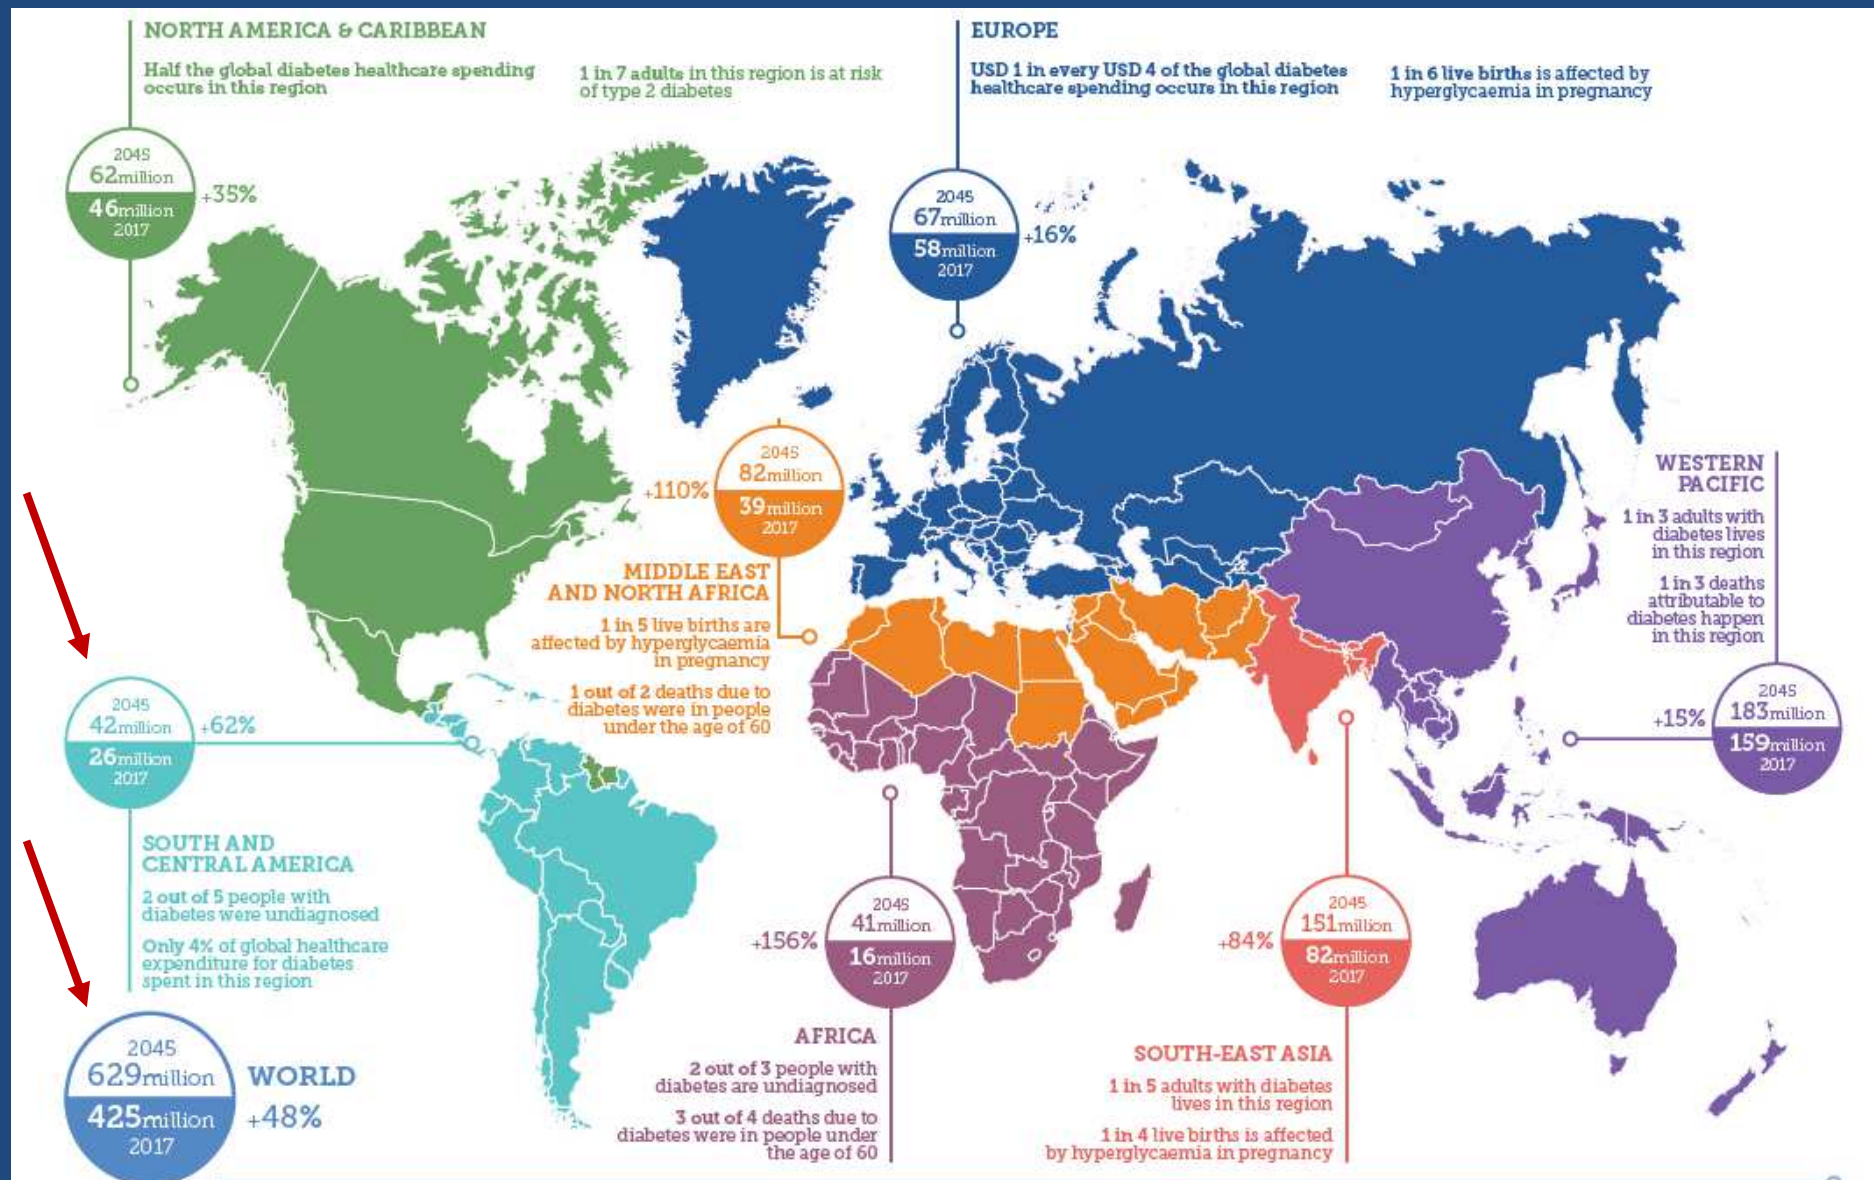 NORTH AMERICA & CARIBBEAN
Half the global diabetes healthcare spending
occurs in this region
1 in 7 adults in this region is at risk
of type 2 diabetes
2045
62million
46million
2017
+35%
EUROPE
USD 1 in every USD 4 of the global diabetes
healthcare spending occurs in this region
1 in 6 live births is affected by
hyperglycaemia in pregnancy
2045
67million
58million
2017
+16%
2045
82million
39million
2017
+110%
MIDDLE EAST
AND NORTH AFRICA
1 in 5 live births are
affected by hyperglycaemia
in pregnancy
1 out of 2 deaths due to
diabetes were in people
under the age of 60
WESTERN
PACIFIC
1 in 3 adults with
diabetes lives
in this region
1 in 3 deaths
attributable to
diabetes happen
in this region
2045
183million
159million
2017
+15%
2045
42million
26million
2017
+62%
SOUTH AND
CENTRAL AMERICA
2 out of 5 people with
diabetes were undiagnosed
Only 4% of global healthcare
expenditure for diabetes
spent in this region
2045
629million
425million
2017
WORLD
+48%
2045
41million
16million
2017
+156%
AFRICA
2 out of 3 people with
diabetes are undiagnosed
3 out of 4 deaths due to
diabetes were in people under
the age of 60
2045
151million
82million
2017
+84%
SOUTH-EAST ASIA
1 in 5 adults with diabetes
lives in this region
1 in 4 live births is affected
by hyperglycaemia in pregnancy